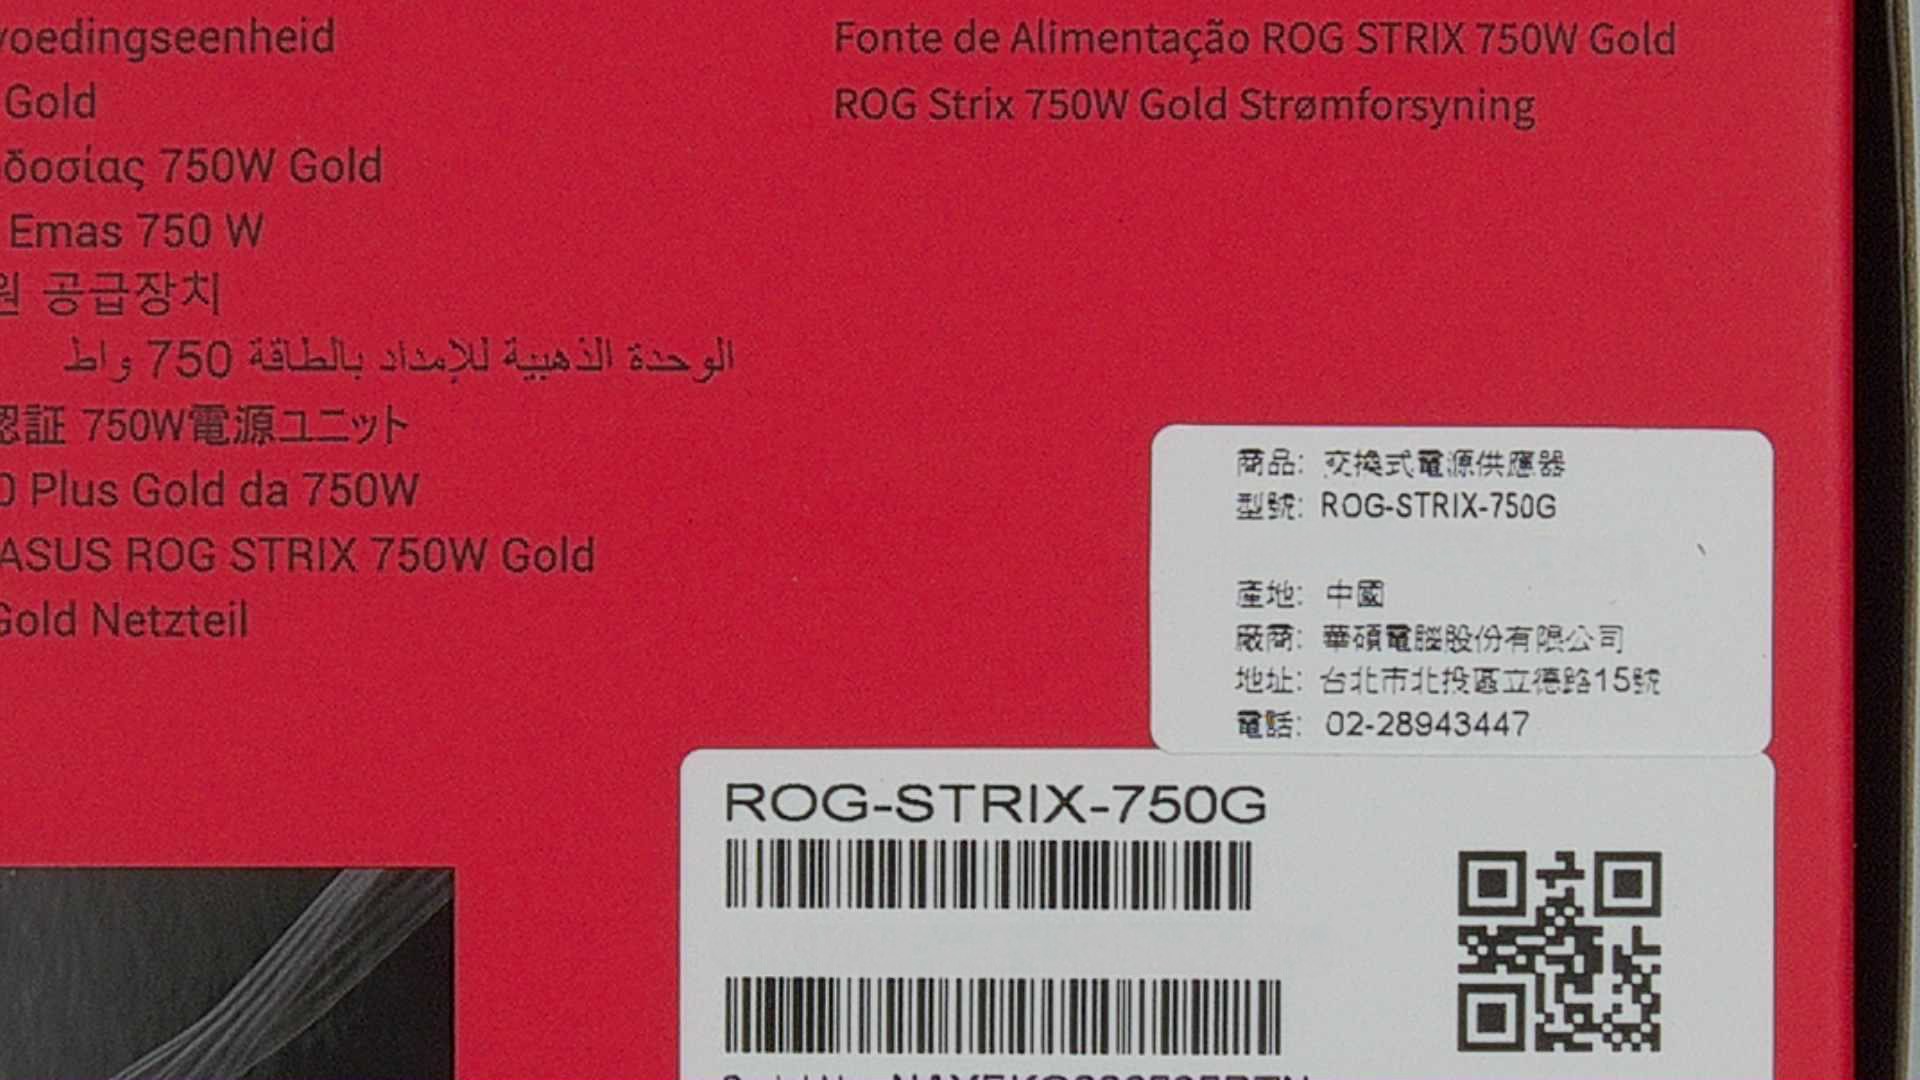 voedingseenheid
Gold
δοσίας 750W Gold
Emas 750 W
원 공급장치
الوحدة الذهبية للإمداد بالطاقة 750 واط
認証 750W電源ユニット
0 Plus Gold da 750W
ASUS ROG STRIX 750W Gold
Gold Netzteil
Fonte de Alimentação ROG STRIX 750W Gold
ROG Strix 750W Gold Strømforsyning
商品: 交換式電源供應器
型號: ROG-STRIX-750G
產地: 中國
廠商: 華碩電腦股份有限公司
地址: 台北市北投區立德路15號
電話: 02-28943447
ROG-STRIX-750G